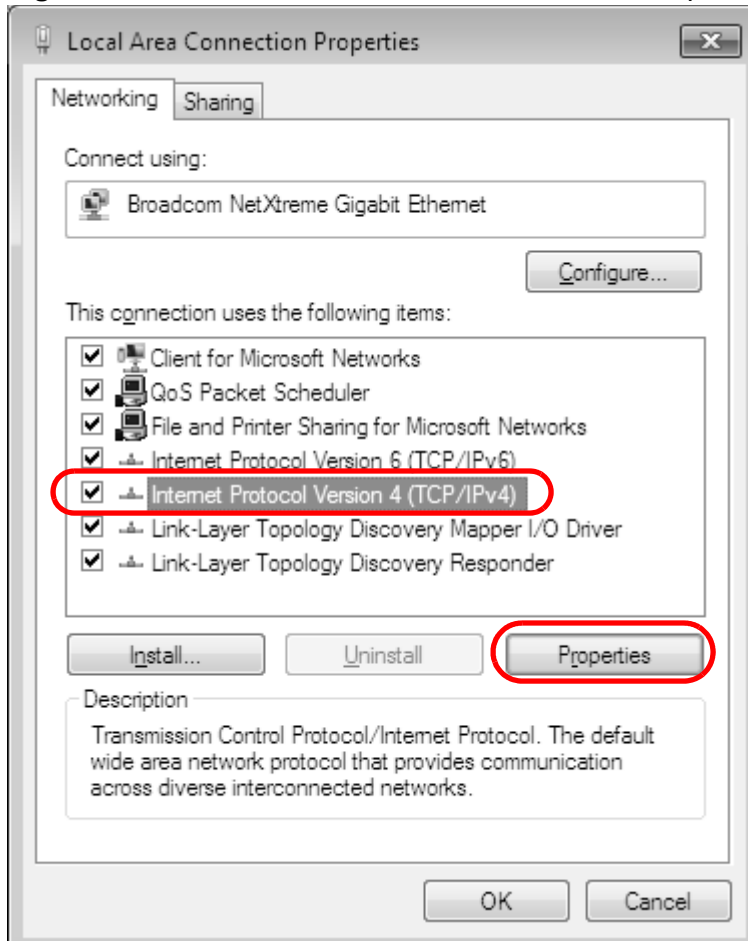 Local Area Connection Properties
Networking
Sharing
Connect using:
Broadcom NetXtreme Gigabit Ethernet
Configure...
This connection uses the following items:
Client for Microsoft Networks
QoS Packet Scheduler
File and Printer Sharing for Microsoft Networks
Internet Protocol Version 6 (TCP/IPv6)
Internet Protocol Version 4 (TCP/IPv4)
Link-Layer Topology Discovery Mapper I/O Driver
Link-Layer Topology Discovery Responder
Install...
Uninstall
Properties
Description
Transmission Control Protocol/Internet Protocol. The default
wide area network protocol that provides communication
across diverse interconnected networks.
OK
Cancel